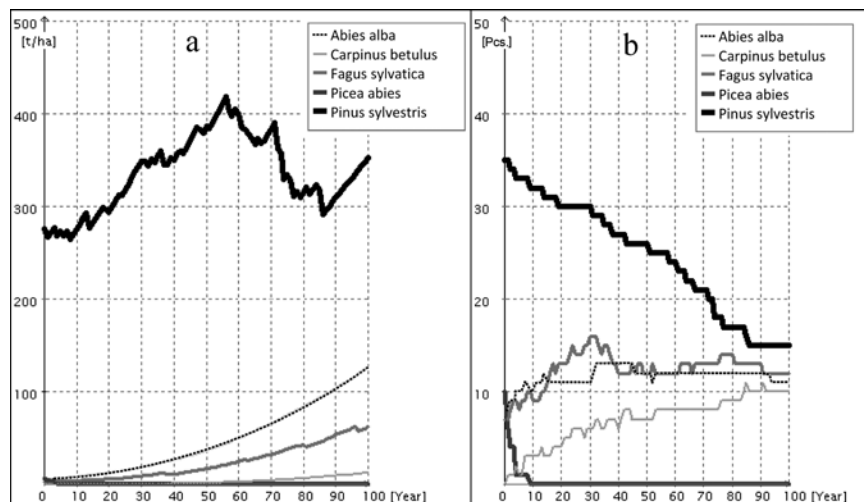 500
[t/ha]
400
300
200
100
0
10
20
30
40
50
60
70
80
90
100 [Year]
a
Abies alba
Carpinus betulus
Fagus sylvatica
Picea abies
Pinus sylvestris
50
[Pcs.]
40
30
20
10
0
10
20
30
40
50
60
70
80
90
100 [Year]
b
Abies alba
Carpinus betulus
Fagus sylvatica
Picea abies
Pinus sylvestris